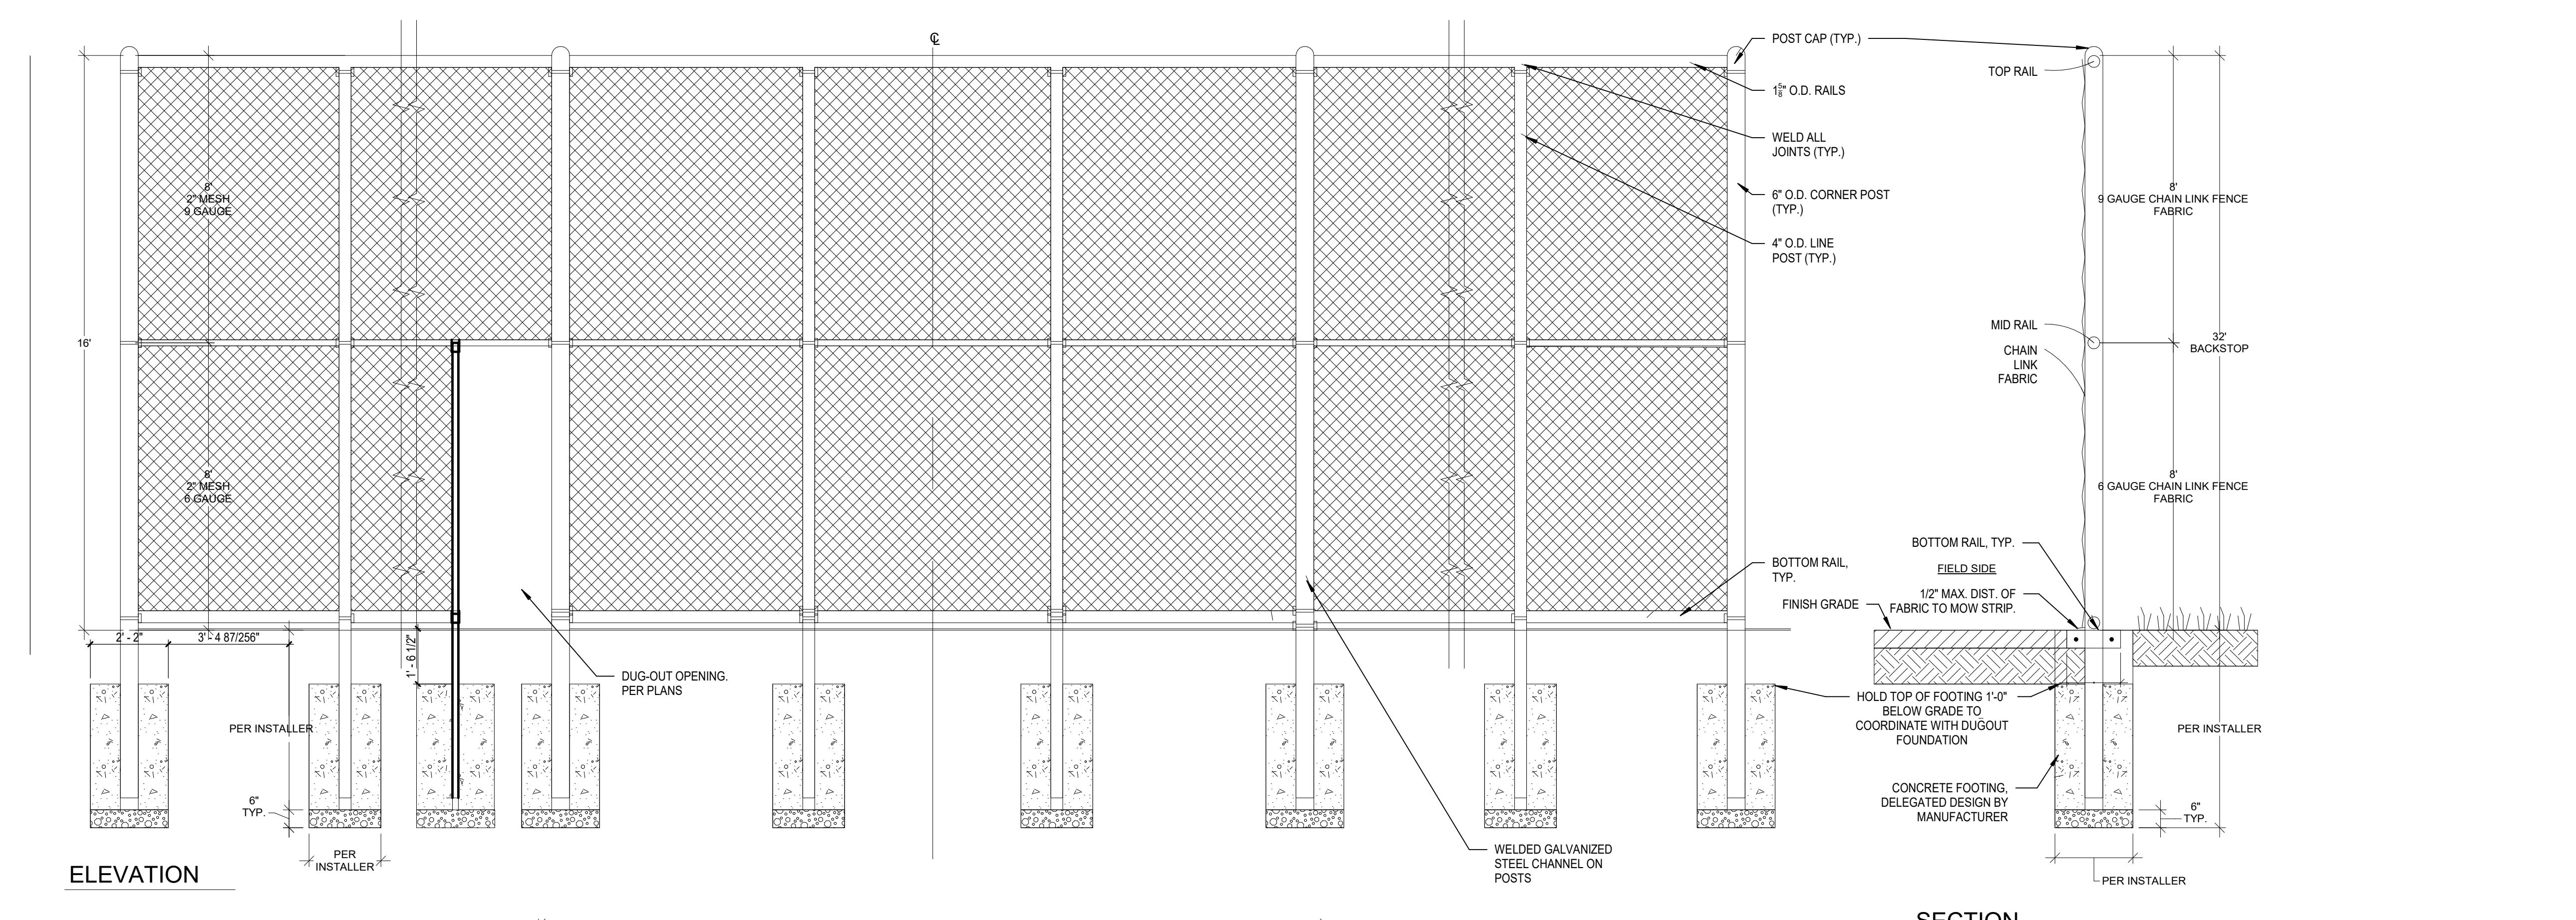 ℄
POST CAP (TYP.)
TOP RAIL
1 5/8" O.D. RAILS
WELD ALL
JOINTS (TYP.)
8'
2" MESH
9 GAUGE
6" O.D. CORNER POST
(TYP.)
8'
9 GAUGE CHAIN LINK FENCE
FABRIC
4" O.D. LINE
POST (TYP.)
16'
MID RAIL
32'
BACKSTOP
CHAIN
LINK
FABRIC
8'
2" MESH
6 GAUGE
8'
6 GAUGE CHAIN LINK FENCE
FABRIC
BOTTOM RAIL, TYP.
FIELD SIDE
BOTTOM RAIL,
TYP.
1/2" MAX. DIST. OF
FABRIC TO MOW STRIP.
FINISH GRADE
2' - 2"
3' - 4 87/256"
1' - 6 1/2"
DUG-OUT OPENING.
PER PLANS
HOLD TOP OF FOOTING 1'-0"
BELOW GRADE TO
COORDINATE WITH DUGOUT
FOUNDATION
PER INSTALLER
PER INSTALLER
CONCRETE FOOTING,
DELEGATED DESIGN BY
MANUFACTURER
6"
TYP.
6"
TYP.
PER
INSTALLER
WELDED GALVANIZED
STEEL CHANNEL ON
POSTS
PER INSTALLER
ELEVATION
SECTION